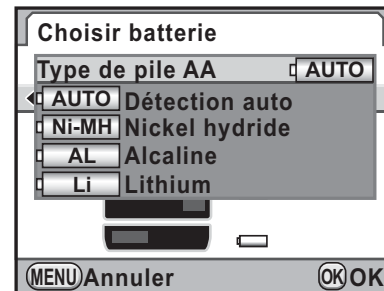 Choisir batterie
Type de pile AA AUTO
AUTO Détection auto
Ni-MH Nickel hydride
AL Alcaline
Li Lithium
MENU Annuler OK OK